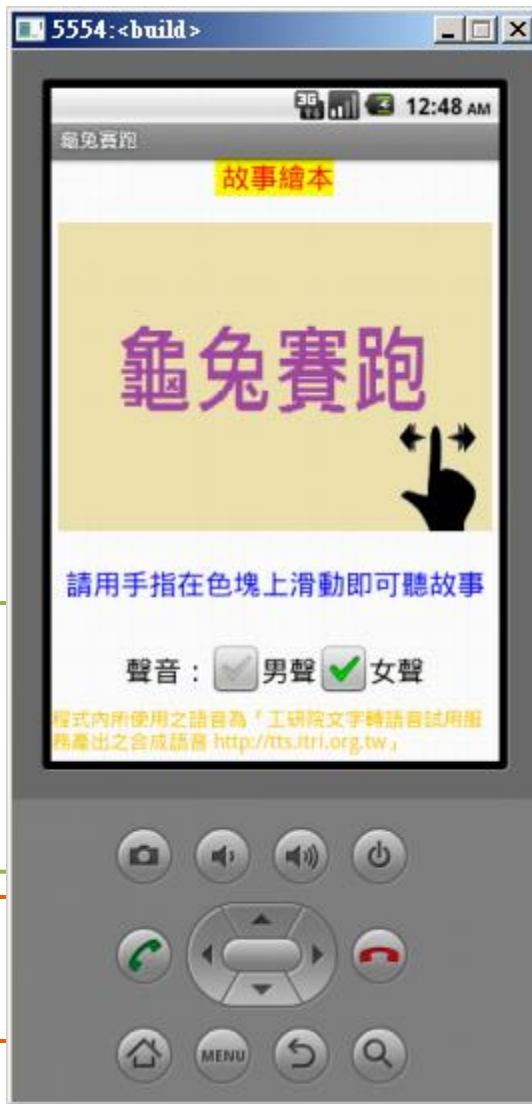 5554:<build>
3G
12:48 AM
龜兔賽跑
故事繪本
龜兔賽跑
請用手指在色塊上滑動即可聽故事
聲音： 男聲 女聲
程式內所使用之語音為「工研院文字轉語音試用服
務產出之合成語音 http://tts.itri.org.tw」
MENU